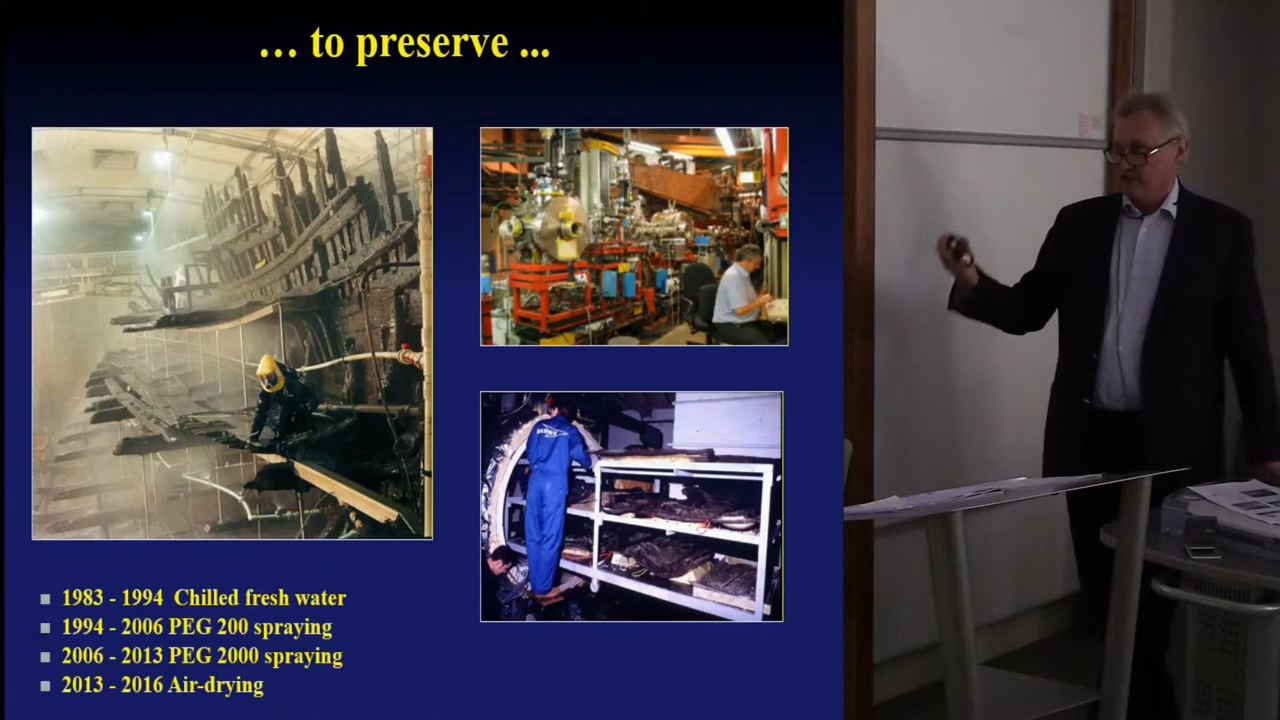 … to preserve ...
1983 - 1994 Chilled fresh water
1994 - 2006 PEG 200 spraying
2006 - 2013 PEG 2000 spraying
2013 - 2016 Air-drying